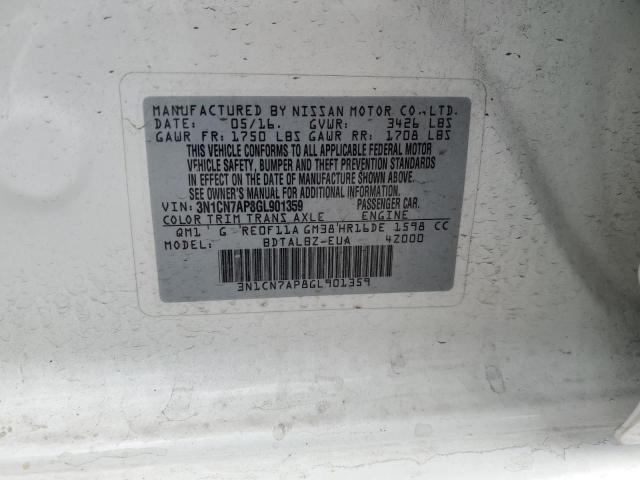 MANUFACTURED BY NISSAN MOTOR CO.,LTD.
DATE: 05/16. GVWR: 3426 LBS
GAWR FR: 1750 LBS GAWR RR: 1708 LBS
THIS VEHICLE CONFORMS TO ALL APPLICABLE FEDERAL MOTOR
VEHICLE SAFETY, BUMPER AND THEFT PREVENTION STANDARDS
IN EFFECT ON THE DATE OF MANUFACTURE SHOWN ABOVE.
SEE OWNER'S MANUAL FOR ADDITIONAL INFORMATION.
VIN: 3N1CN7AP8GL901359 PASSENGER CAR.
COLOR TRIM TRANS AXLE ENGINE
QM1 G RE0F11A GM38 HR16DE 1598 CC
MODEL: BDTALBZ-EUA 4Z000
3N1CN7AP8GL901359